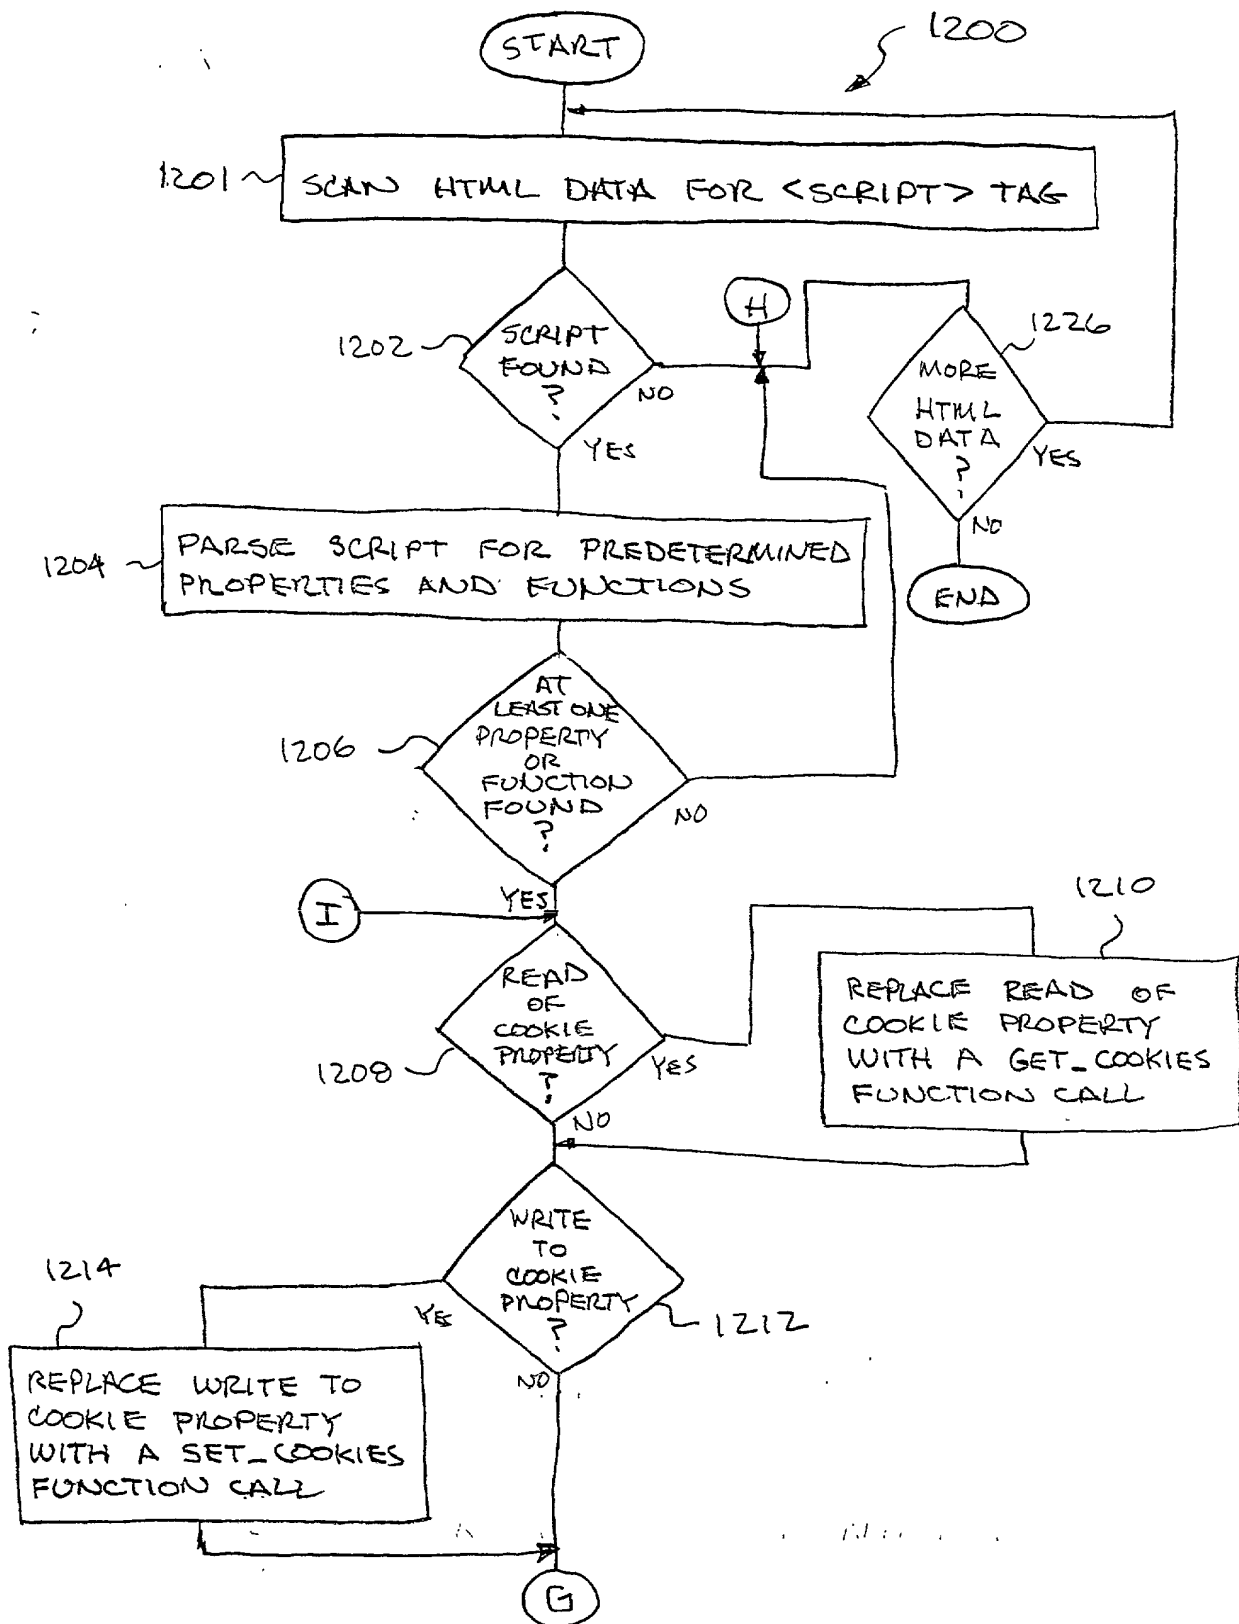 START
1200
1201
SCAN HTML DATA FOR <SCRIPT> TAG
H
1202
SCRIPT
FOUND
?
NO
YES
1226
MORE
HTML
DATA
?
YES
NO
END
1204
PARSE SCRIPT FOR PREDETERMINED
PROPERTIES AND FUNCTIONS
1206
AT
LEAST ONE
PROPERTY
OR
FUNCTION
FOUND
?
NO
YES
I
1208
READ
OF
COOKIE
PROPERTY
?
YES
NO
1210
REPLACE READ OF
COOKIE PROPERTY
WITH A GET_COOKIES
FUNCTION CALL
WRITE
TO
COOKIE
PROPERTY
?
1212
YES
NO
1214
REPLACE WRITE TO
COOKIE PROPERTY
WITH A SET_COOKIES
FUNCTION CALL
G